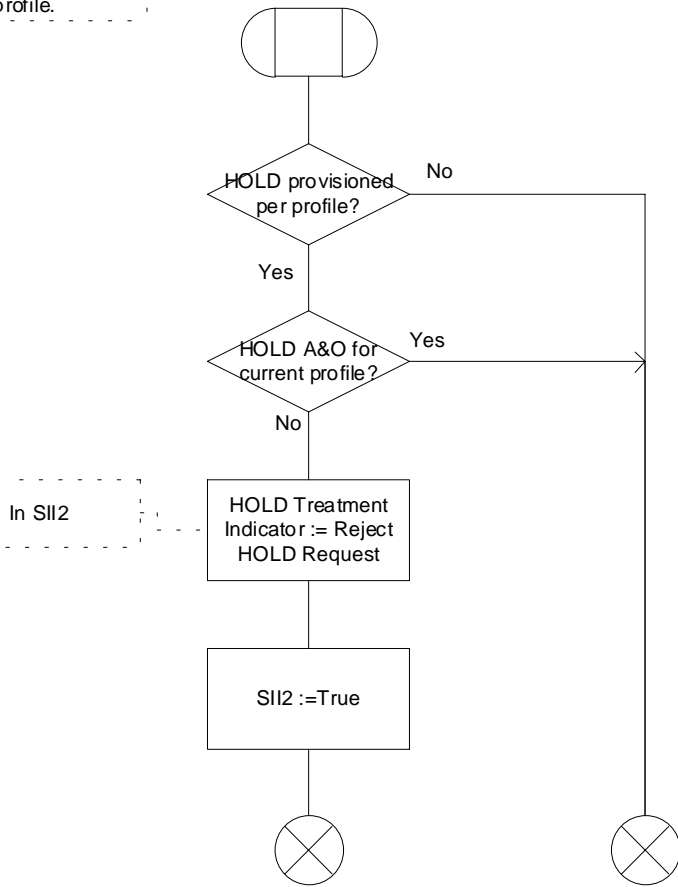 profile.
HOLD provisioned
per profile?
No
Yes
HOLD A&O for
current profile?
Yes
No
In SII2
HOLD Treatment
Indicator := Reject
HOLD Request
SII2 :=True